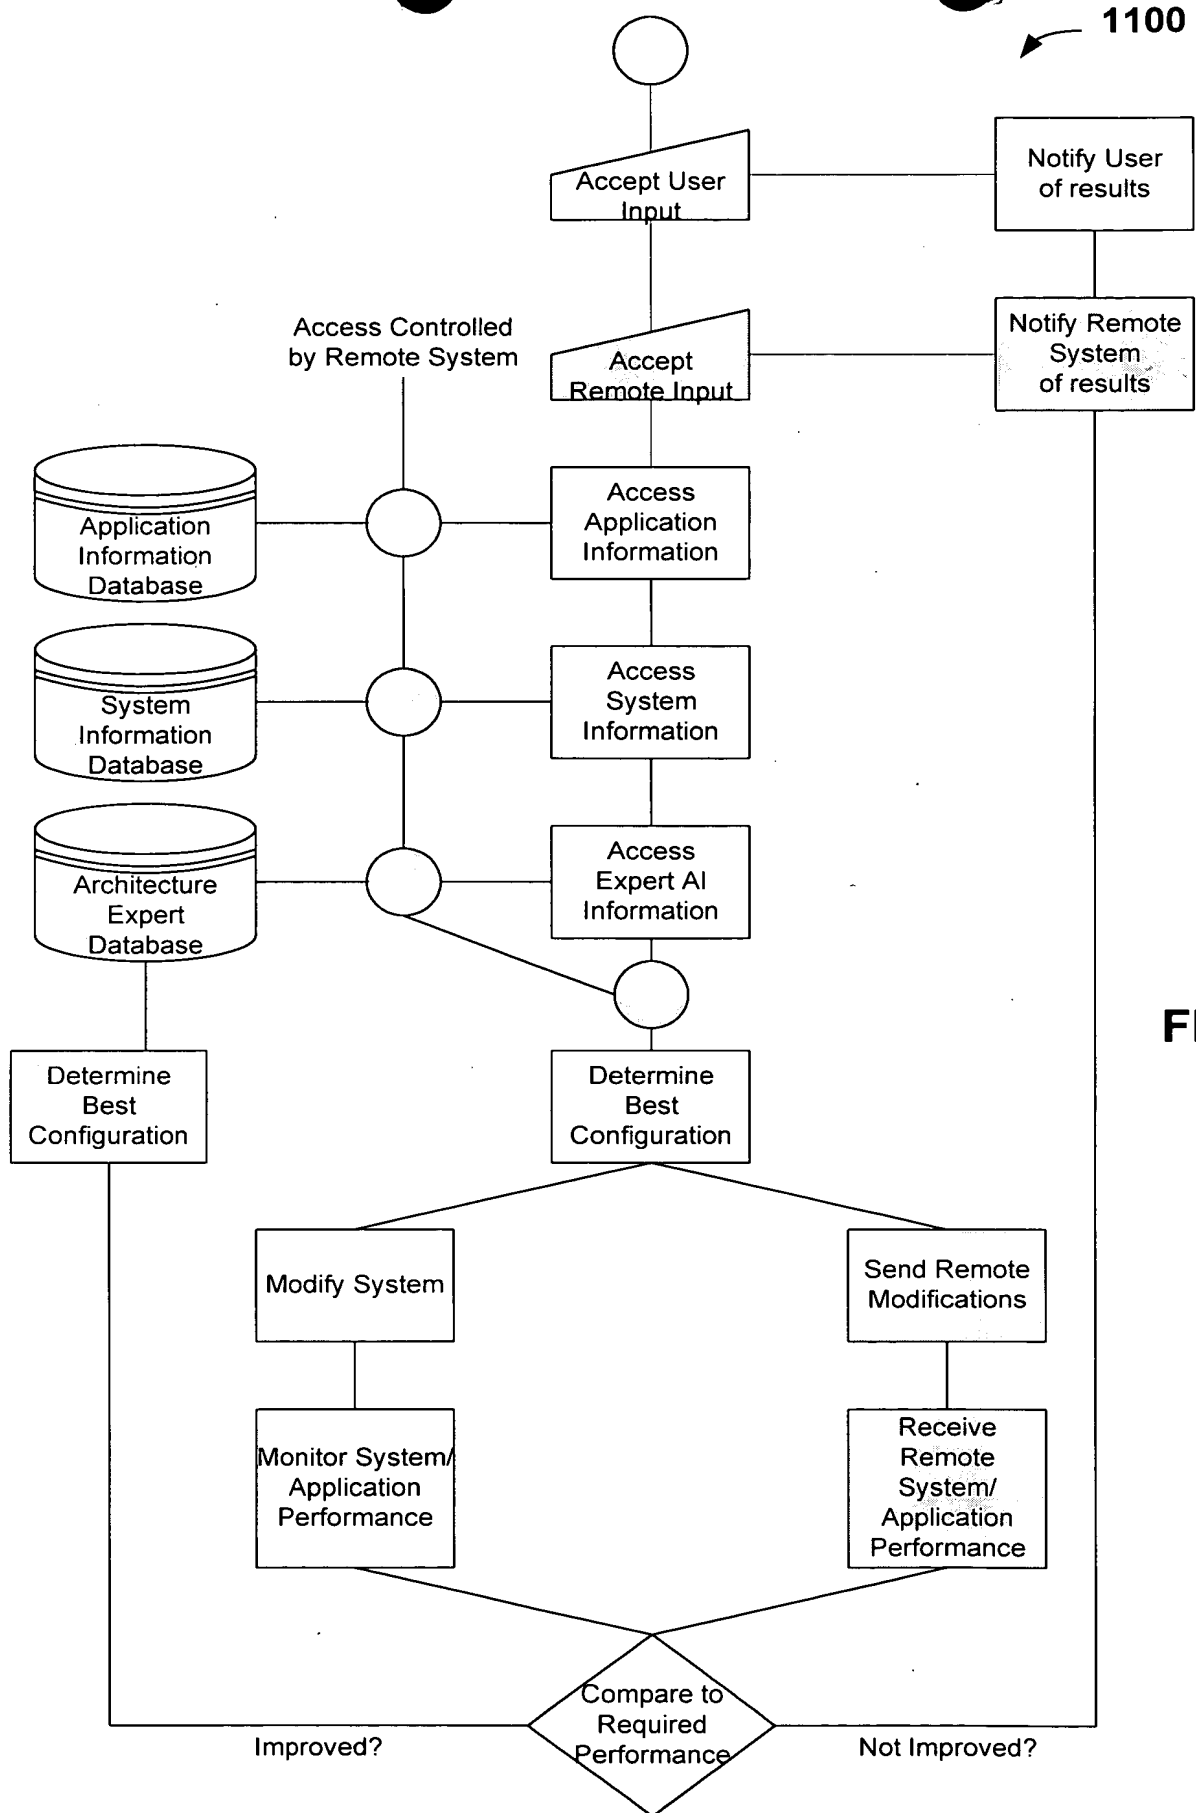 1100
Accept User
Input
Notify User
of results
Access Controlled
by Remote System
Accept
Remote Input
Notify Remote
System
of results
Application
Information
Database
Access
Application
Information
System
Information
Database
Access
System
Information
Architecture
Expert
Database
Access
Expert AI
Information
Determine
Best
Configuration
Determine
Best
Configuration
Modify System
Send Remote
Modifications
Monitor System/
Application
Performance
Receive
Remote
System/
Application
Performance
Compare to
Required
Performance
Improved?
Not Improved?